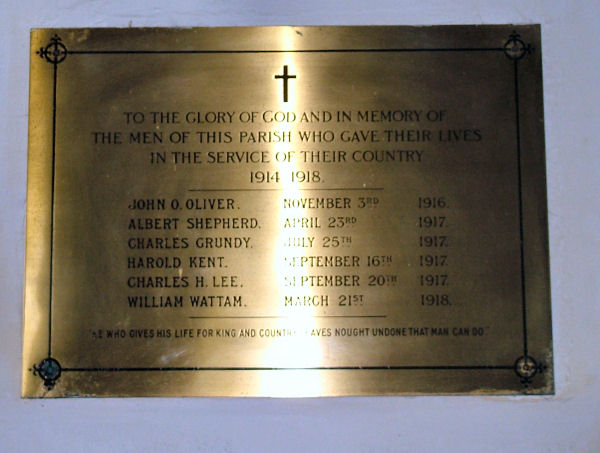 TO THE GLORY OF GOD AND IN MEMORY OF
THE MEN OF THIS PARISH WHO GAVE THEIR LIVES
IN THE SERVICE OF THEIR COUNTRY
1914 1918.
JOHN O. OLIVER. NOVEMBER 3RD 1916.
ALBERT SHEPHERD. APRIL 23RD 1917.
CHARLES GRUNDY. JULY 25TH 1917.
HAROLD KENT. SEPTEMBER 16TH 1917.
CHARLES H. LEE. SEPTEMBER 20TH 1917.
WILLIAM WATTAM. MARCH 21ST 1918.
"HE WHO GIVES HIS LIFE FOR KING AND COUNTRY LEAVES NOUGHT UNDONE THAT MAN CAN DO."